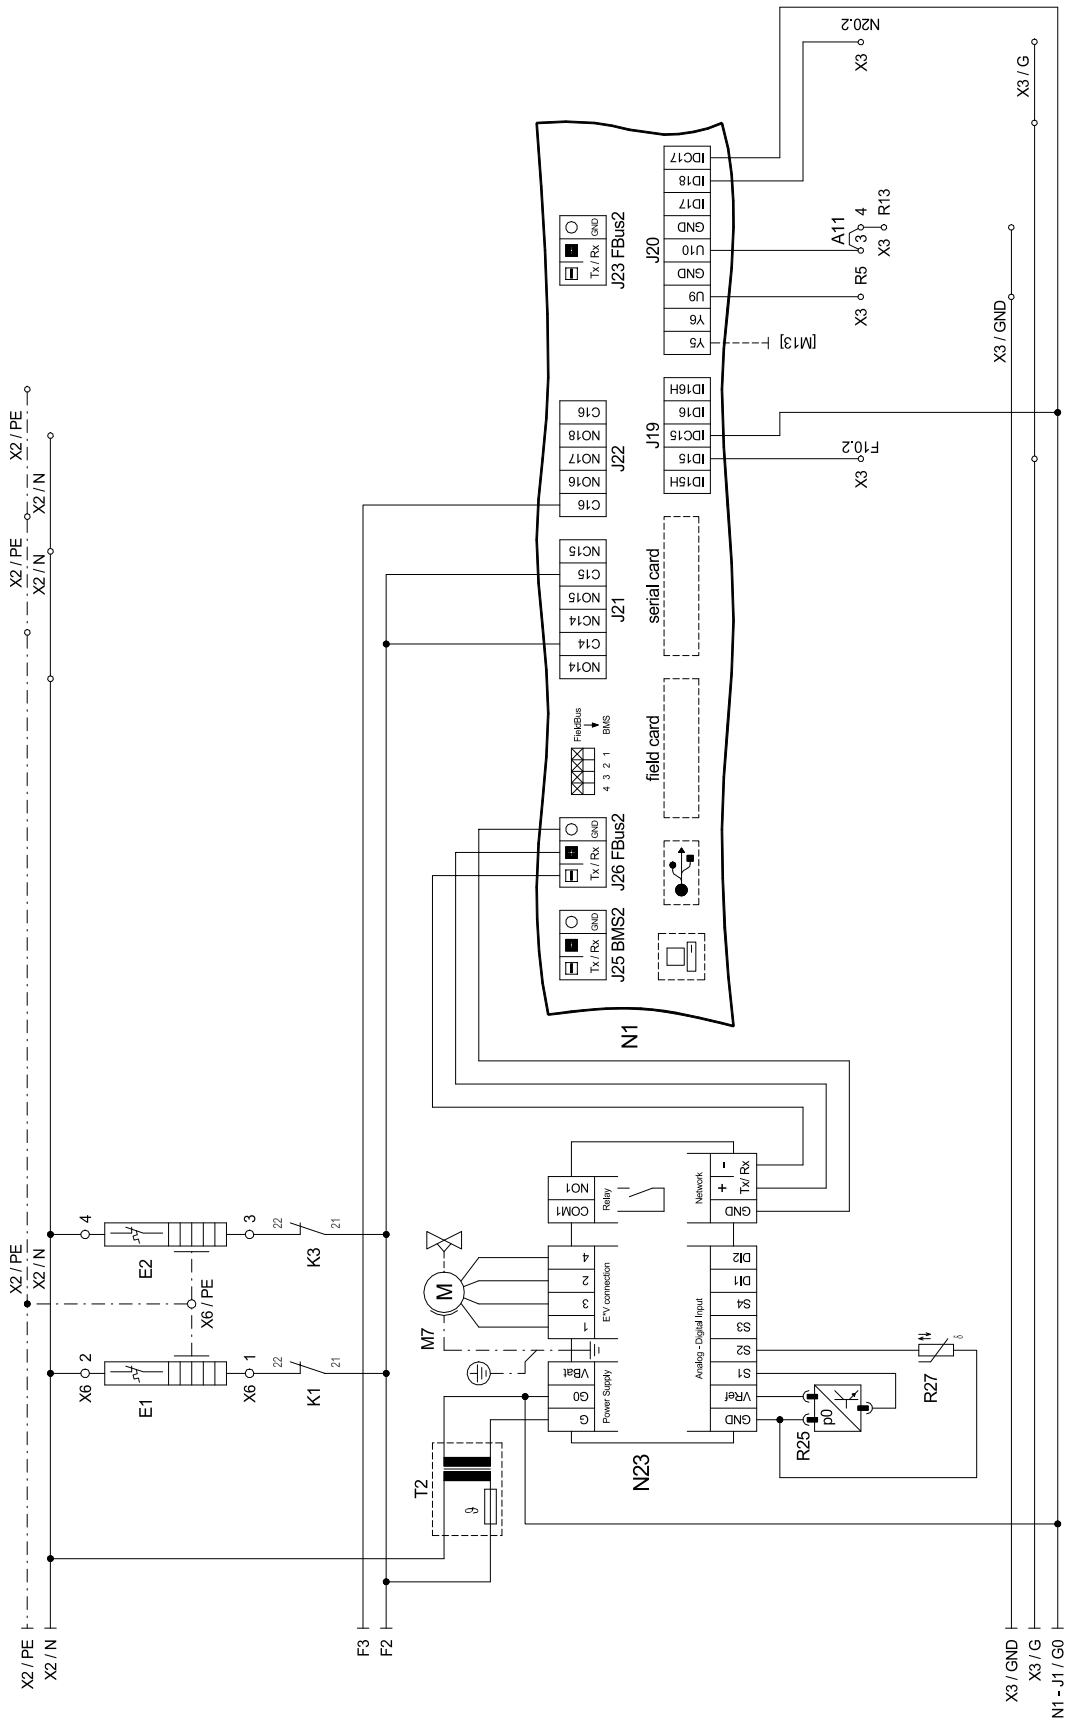 X2 / PE
X2 / N
X2 / PE
X2 / N
X2 / PE
X2 / N
X2 / PE
X2 / N
F3
F2
X6
2
E1
X6
1
22
21
K1
X6 / PE
4
E2
3
22
21
K3
T2
ϑ
M7
M
N23
G
G0
VBat
Power Supply
1
3
2
4
E*V connection
COM1
NO1
Relay
GND
VRef
S1
S2
S3
S4
DI1
DI2
Analog - Digital Input
GND
+
-
Tx/ Rx
Network
R25
p0
R27
δ
N1
Tx / Rx
GND
J25 BMS2
Tx / Rx
GND
J26 FBus2
4 3 2 1
FieldBus
BMS
NO14
C14
NC14
NO15
C15
NC15
J21
C16
NO16
NO17
NO18
C16
J22
Tx / Rx
GND
J23 FBus2
field card
serial card
ID15H
ID15
IDC15
ID16
ID16H
J19
Y5
Y6
U9
GND
U10
GND
ID17
ID18
IDC17
J20
[M13]
X3
F10.2
X3
R5
A11
3
4
X3
R13
X3
N20.2
X3 / GND
X3 / G
X3 / GND
X3 / G
N1 - J1 / G0